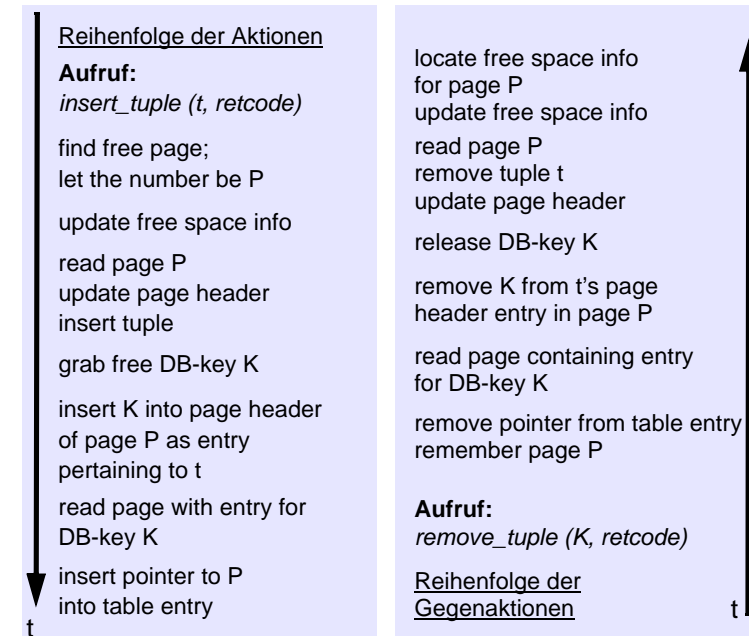 Reihenfolge der Aktionen
Aufruf:
insert_tuple (t, retcode)
find free page;
let the number be P
update free space info
read page P
update page header
insert tuple
grab free DB-key K
insert K into page header
of page P as entry
pertaining to t
read page with entry for
DB-key K
insert pointer to P
into table entry
t
locate free space info
for page P
update free space info
read page P
remove tuple t
update page header
release DB-key K
remove K from t's page
header entry in page P
read page containing entry
for DB-key K
remove pointer from table entry
remember page P
Aufruf:
remove_tuple (K, retcode)
Reihenfolge der
Gegenaktionen
t